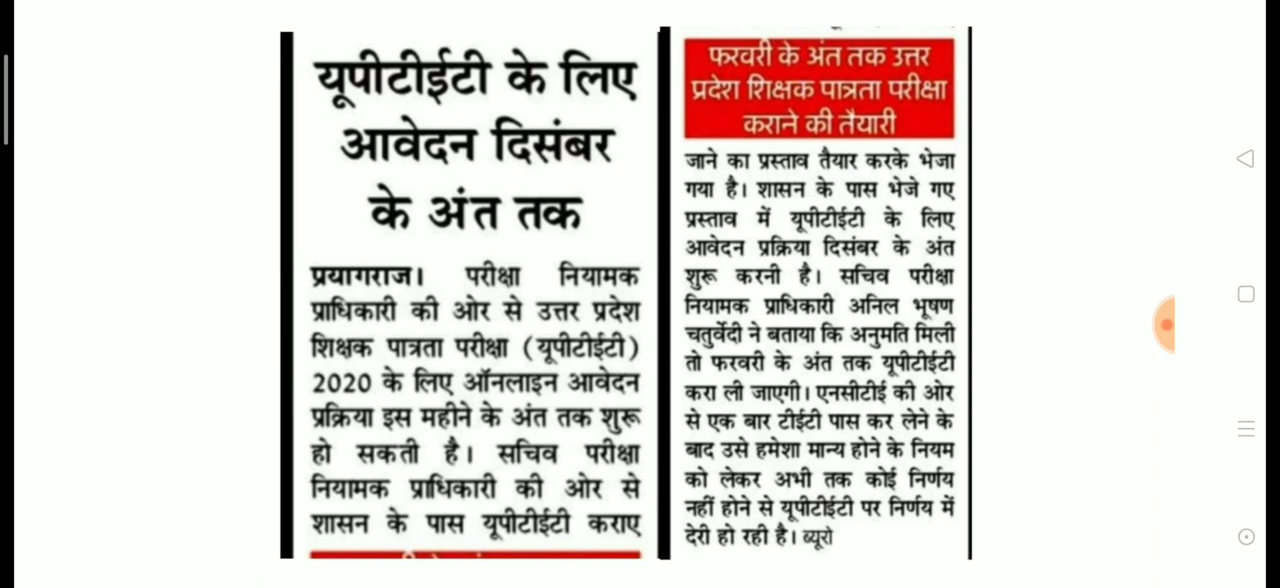 यूपीटीईटी के लिए
आवेदन दिसंबर
के अंत तक
प्रयागराज। परीक्षा नियामक
प्राधिकारी की ओर से उत्तर प्रदेश
शिक्षक पात्रता परीक्षा (यूपीटीईटी)
2020 के लिए ऑनलाइन आवेदन
प्रक्रिया इस महीने के अंत तक शुरू
हो सकती है। सचिव परीक्षा
नियामक प्राधिकारी की ओर से
शासन के पास यूपीटीईटी कराए
फरवरी के अंत तक उत्तर
प्रदेश शिक्षक पात्रता परीक्षा
कराने की तैयारी
जाने का प्रस्ताव तैयार करके भेजा
गया है। शासन के पास भेजे गए
प्रस्ताव में यूपीटीईटी के लिए
आवेदन प्रक्रिया दिसंबर के अंत
शुरू करनी है। सचिव परीक्षा
नियामक प्राधिकारी अनिल भूषण
चतुर्वेदी ने बताया कि अनुमति मिली
तो फरवरी के अंत तक यूपीटीईटी
करा ली जाएगी। एनसीटीई की ओर
से एक बार टीईटी पास कर लेने के
बाद उसे हमेशा मान्य होने के नियम
को लेकर अभी तक कोई निर्णय
नहीं होने से यूपीटीईटी पर निर्णय में
देरी हो रही है। ब्यूरो